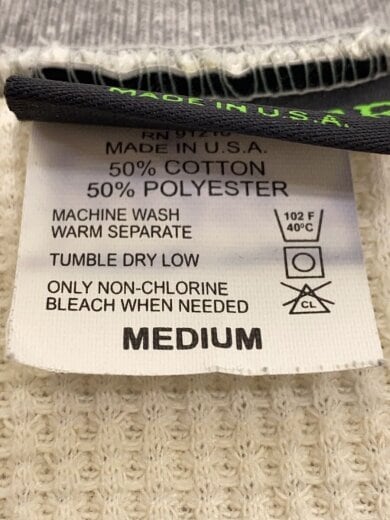 MADE IN U.S.A.
MADE IN U.S.A.
50% COTTON
50% POLYESTER
MACHINE WASH
WARM SEPARATE
102 F
40°C
TUMBLE DRY LOW
ONLY NON-CHLORINE
BLEACH WHEN NEEDED
CL
MEDIUM